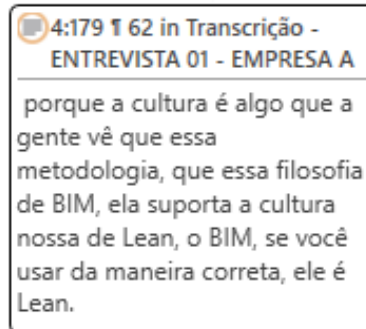 4:179 ¶ 62 in Transcrição -
ENTREVISTA 01 - EMPRESA A
porque a cultura é algo que a
gente vê que essa
metodologia, que essa filosofia
de BIM, ela suporta a cultura
nossa de Lean, o BIM, se você
usar da maneira correta, ele é
Lean.